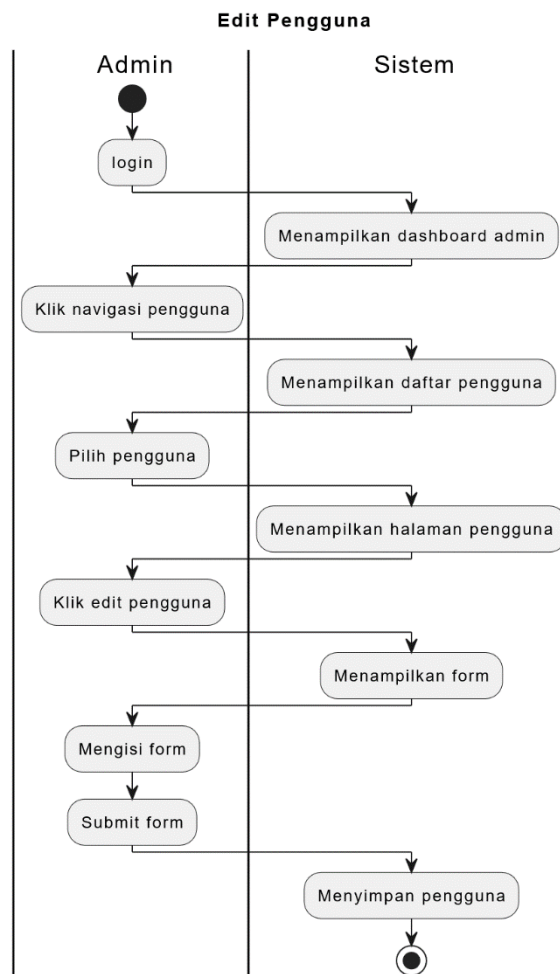 Edit Pengguna
Admin
Sistem
login
Menampilkan dashboard admin
Klik navigasi pengguna
Menampilkan daftar pengguna
Pilih pengguna
Menampilkan halaman pengguna
Klik edit pengguna
Menampilkan form
Mengisi form
Submit form
Menyimpan pengguna